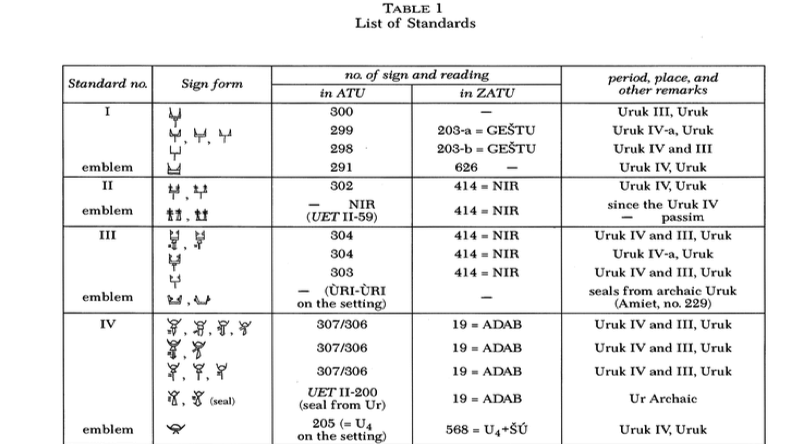 TABLE 1
List of Standards
Standard no. Sign form no. of sign and reading period, place, and
in ATU in ZATU other remarks
I 300 — Uruk III, Uruk
, , 299 203-a = GEŠTU Uruk IV-a, Uruk
298 203-b = GEŠTU Uruk IV and III
emblem 291 626 — Uruk IV, Uruk
II , 302 414 = NIR Uruk IV, Uruk
emblem , — NIR 414 = NIR since the Uruk IV
(UET II-59) — passim
III , 304 414 = NIR Uruk IV and III, Uruk
304 414 = NIR Uruk IV-a, Uruk
303 414 = NIR Uruk IV and III, Uruk
emblem , — (ÙRI-ÙRI — seals from archaic Uruk
on the setting) (Amiet, no. 229)
IV , , , 307/306 19 = ADAB Uruk IV and III, Uruk
, 307/306 19 = ADAB Uruk IV and III, Uruk
, , 307/306 19 = ADAB Uruk IV and III, Uruk
, (seal) UET II-200 19 = ADAB Ur Archaic
(seal from Ur)
emblem 205 (= U₄ 568 = U₄+ŠÚ Uruk IV, Uruk
on the setting)